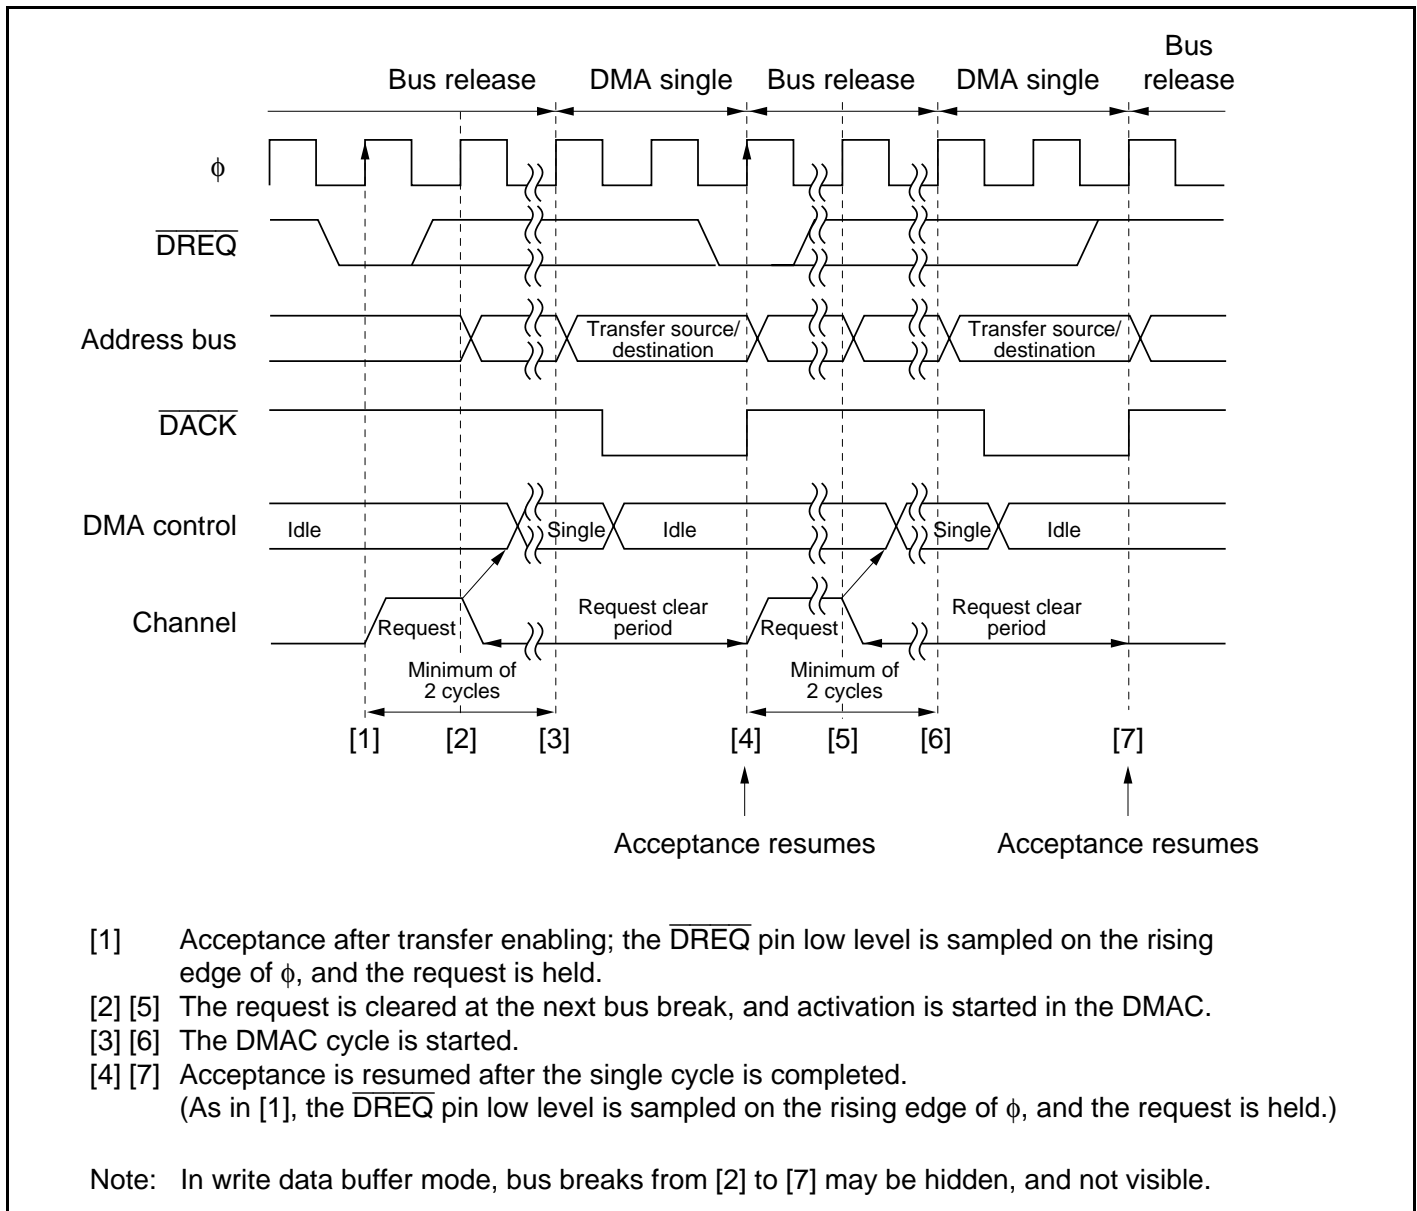 Bus
Bus release DMA single Bus release DMA single release
φ
DREQ
Address bus Transfer source/ Transfer source/
destination destination
DACK
DMA control Idle Single Idle Single Idle
Channel Request Request clear Request Request clear
period period
Minimum of Minimum of
2 cycles 2 cycles
[1] [2] [3] [4] [5] [6] [7]
Acceptance resumes Acceptance resumes
[1] Acceptance after transfer enabling; the DREQ pin low level is sampled on the rising
edge of φ, and the request is held.
[2] [5] The request is cleared at the next bus break, and activation is started in the DMAC.
[3] [6] The DMAC cycle is started.
[4] [7] Acceptance is resumed after the single cycle is completed.
(As in [1], the DREQ pin low level is sampled on the rising edge of φ, and the request is held.)
Note: In write data buffer mode, bus breaks from [2] to [7] may be hidden, and not visible.